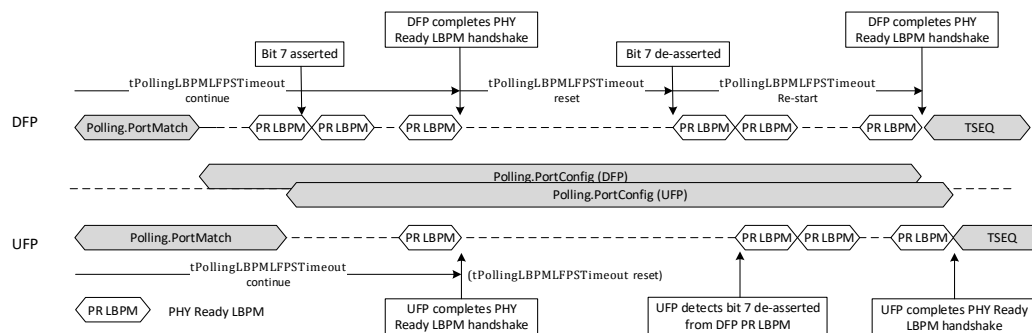 DFP completes PHY
Ready LBPM handshake
DFP completes PHY
Ready LBPM handshake
Bit 7 asserted
Bit 7 de-asserted
tPollingLBPMLFPSTimeout
continue
tPollingLBPMLFPSTimeout
reset
tPollingLBPMLFPSTimeout
Re-start
DFP
Polling.PortMatch
PR LBPM
PR LBPM
PR LBPM
PR LBPM
PR LBPM
PR LBPM
TSEQ
Polling.PortConfig (DFP)
Polling.PortConfig (UFP)
UFP
Polling.PortMatch
PR LBPM
PR LBPM
PR LBPM
PR LBPM
TSEQ
tPollingLBPMLFPSTimeout
continue
(tPollingLBPMLFPSTimeout reset)
PR LBPM
PHY Ready LBPM
UFP completes PHY
Ready LBPM handshake
UFP detects bit 7 de-asserted
from DFP PR LBPM
UFP completes PHY Ready
LBPM handshake